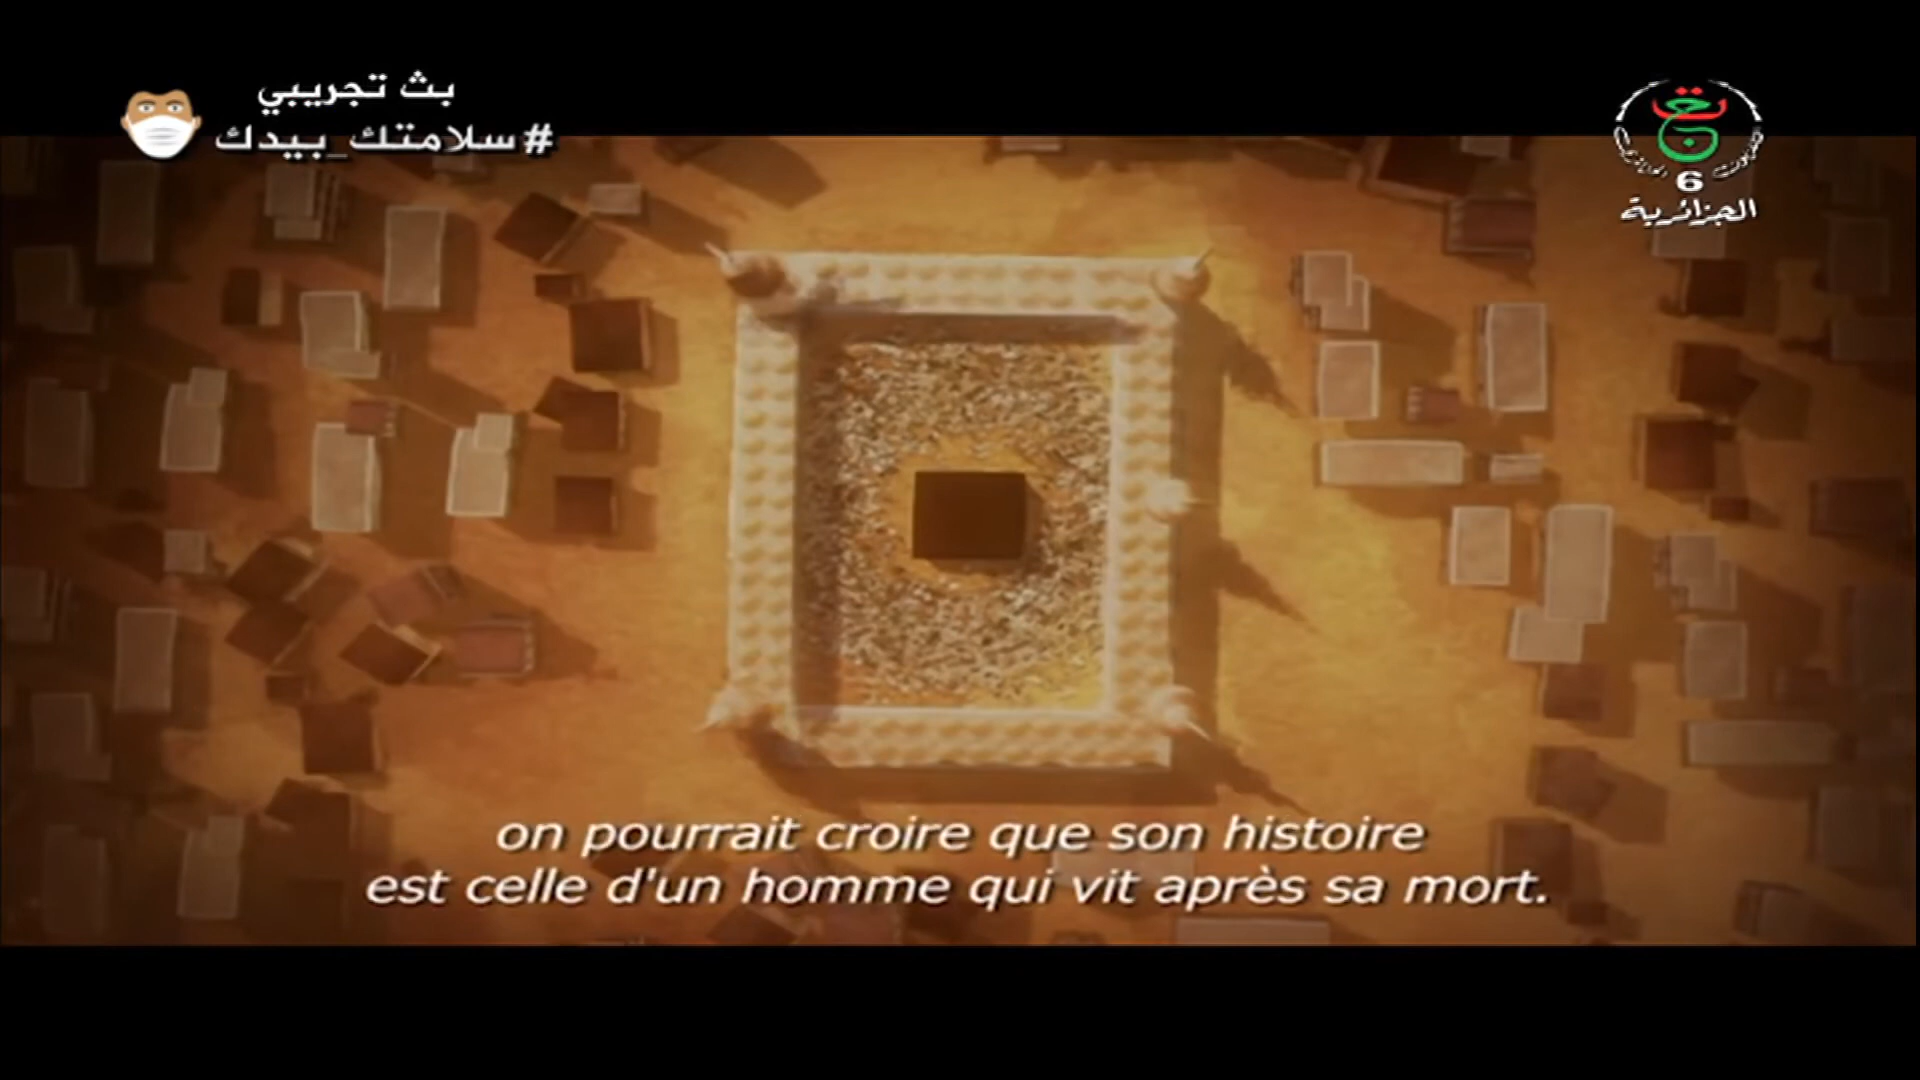 بث تجريبي
#سلامتك_بيدك
6
الجزائرية
on pourrait croire que son histoire
est celle d'un homme qui vit après sa mort.